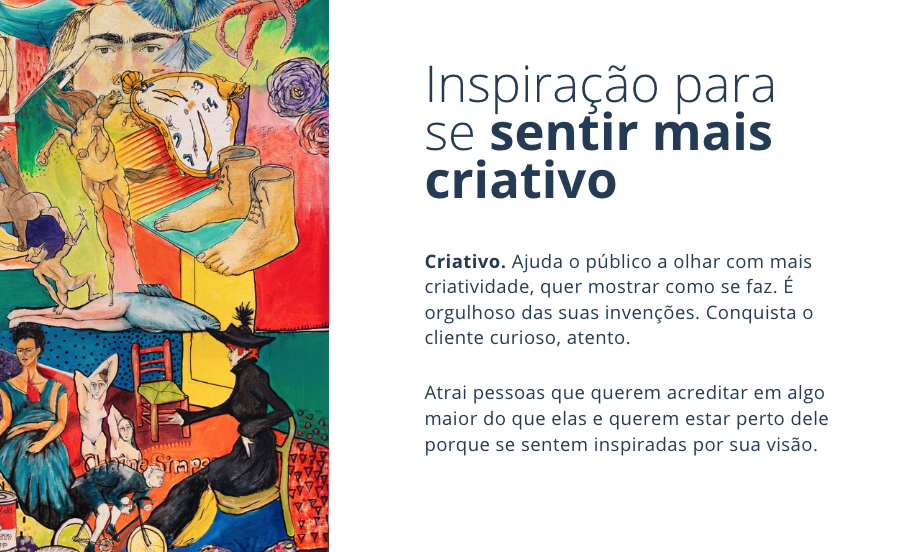 Inspiração para
se sentir mais
criativo
Criativo. Ajuda o público a olhar com mais
criatividade, quer mostrar como se faz. É
orgulhoso das suas invenções. Conquista o
cliente curioso, atento.
Atrai pessoas que querem acreditar em algo
maior do que elas e querem estar perto dele
porque se sentem inspiradas por sua visão.